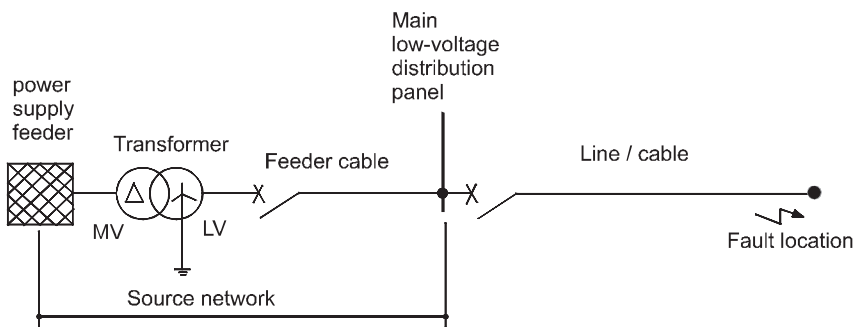 Main
low-voltage
distribution
panel
power
supply
feeder
Transformer
Feeder cable
Line / cable
MV
LV
Fault location
Source network